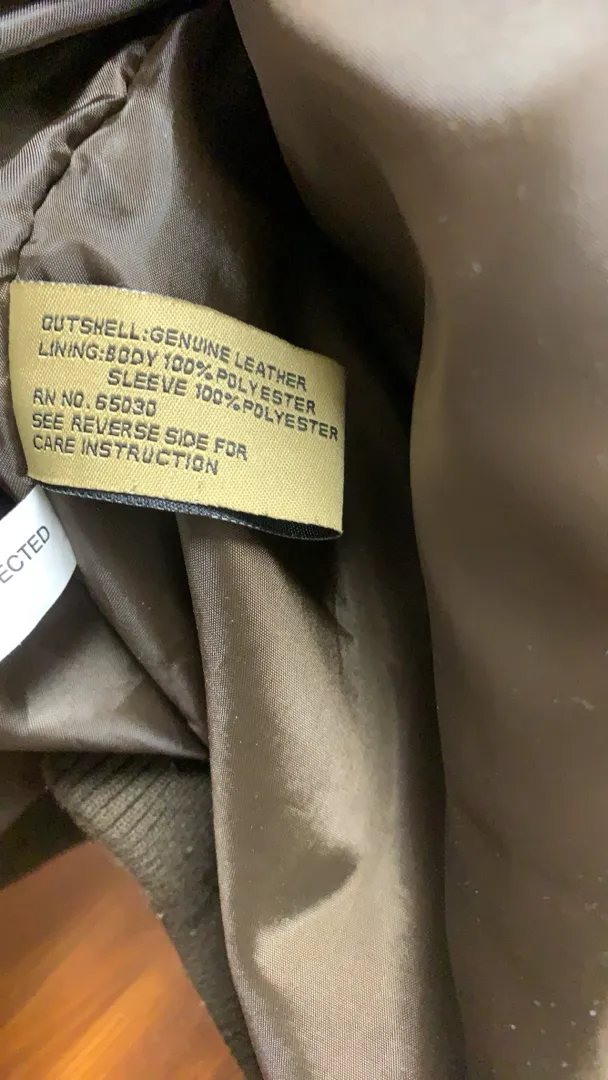 OUTSHELL:GENUINE LEATHER
LINING:BODY 100%POLYESTER
SLEEVE 100%POLYESTER
RN NO. 65030
SEE REVERSE SIDE FOR
CARE INSTRUCTION
ECTED